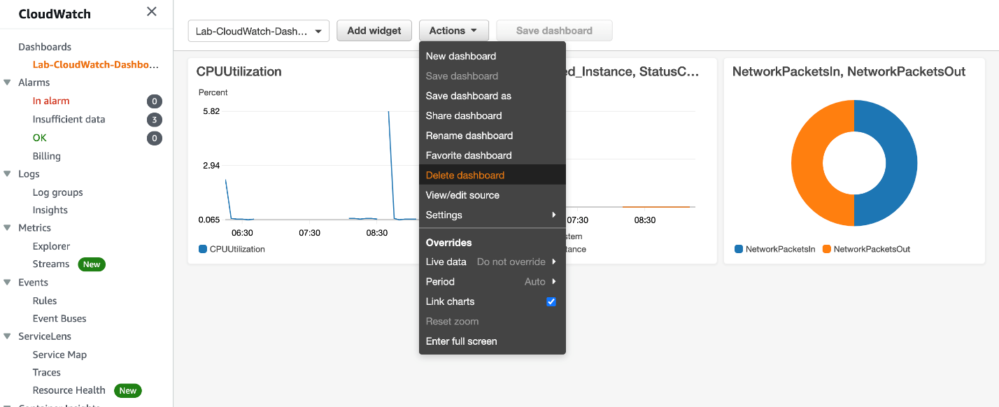 CloudWatch
Dashboards
Lab-CloudWatch-Dashbo...
Alarms
In alarm 0
Insufficient data 3
OK 0
Billing
Logs
Log groups
Insights
Metrics
Explorer
Streams New
Events
Rules
Event Buses
ServiceLens
Service Map
Traces
Resource Health New
Container Insights
Lab-CloudWatch-Dash...
Add widget
Actions
Save dashboard
New dashboard
Save dashboard
Save dashboard as
Share dashboard
Rename dashboard
Favorite dashboard
Delete dashboard
View/edit source
Settings
Overrides
Live data Do not override
Period Auto
Link charts
Reset zoom
Enter full screen
CPUUtilization
Percent
5.82
2.94
0.065
06:30 07:30 08:30
CPUUtilization
ed_Instance, StatusC...
07:30 08:30
stem
tance
NetworkPacketsIn, NetworkPacketsOut
NetworkPacketsIn NetworkPacketsOut